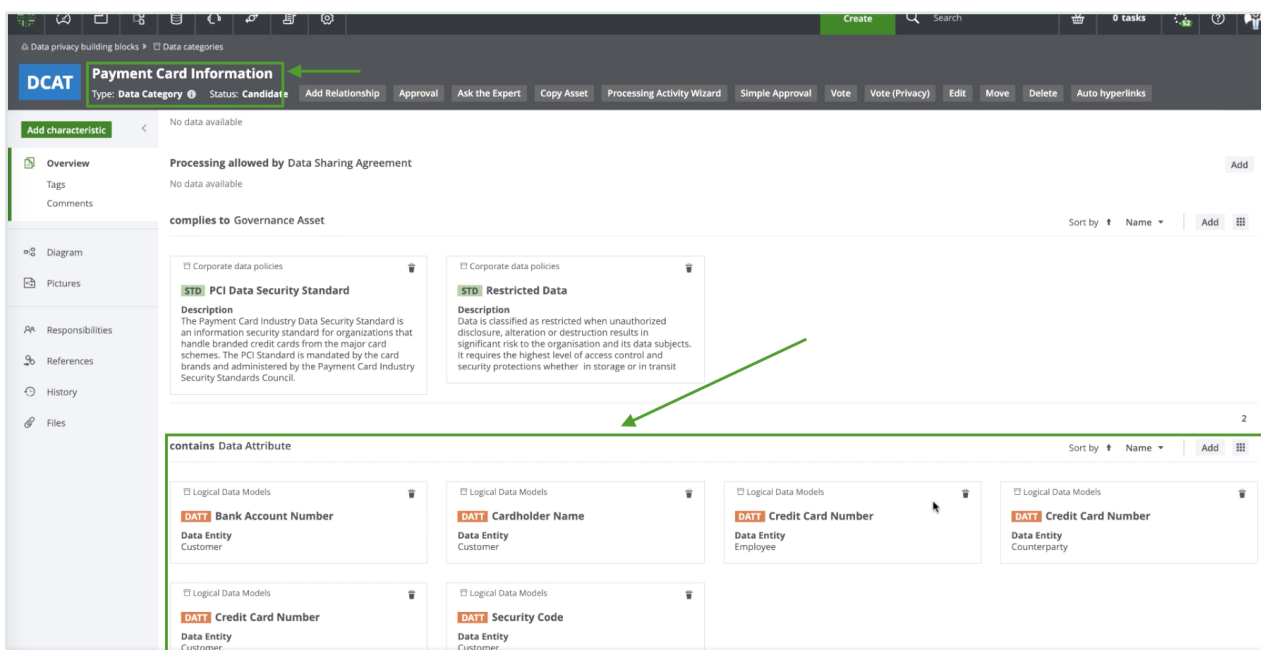 Create
Search
0 tasks
52
Data privacy building blocks
Data categories
DCAT
Payment Card Information
Type: Data Category Status: Candidate
Add Relationship
Approval
Ask the Expert
Copy Asset
Processing Activity Wizard
Simple Approval
Vote
Vote (Privacy)
Edit
Move
Delete
Auto hyperlinks
Add characteristic
Overview
Tags
Comments
Diagram
Pictures
Responsibilities
References
History
Files
No data available
Processing allowed by Data Sharing Agreement
Add
No data available
complies to Governance Asset
Sort by Name
Add
Corporate data policies
STD PCI Data Security Standard
Description
The Payment Card Industry Data Security Standard is
an information security standard for organizations that
handle branded credit cards from the major card
schemes. The PCI Standard is mandated by the card
brands and administered by the Payment Card Industry
Security Standards Council.
Corporate data policies
STD Restricted Data
Description
Data is classified as restricted when unauthorized
disclosure, alteration or destruction results in
significant risk to the organisation and its data subjects.
It requires the highest level of access control and
security protections whether in storage or in transit
2
contains Data Attribute
Sort by Name
Add
Logical Data Models
DATT Bank Account Number
Data Entity
Customer
Logical Data Models
DATT Cardholder Name
Data Entity
Customer
Logical Data Models
DATT Credit Card Number
Data Entity
Employee
Logical Data Models
DATT Credit Card Number
Data Entity
Counterparty
Logical Data Models
DATT Credit Card Number
Data Entity
Customer
Logical Data Models
DATT Security Code
Data Entity
Customer